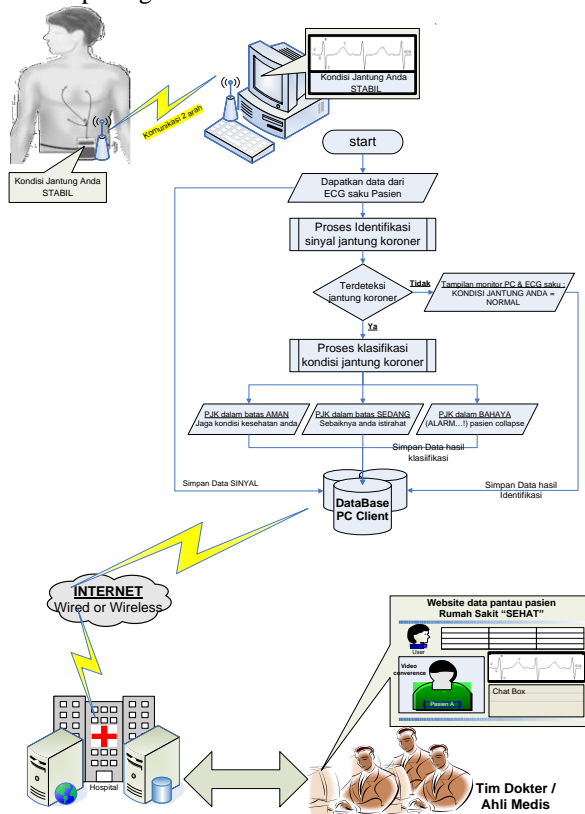 Kondisi Jantung Anda
STABIL
Komunikasi 2 arah
Kondisi Jantung Anda
STABIL
start
Dapatkan data dari
ECG saku Pasien
Proses Identifikasi
sinyal jantung koroner
Terdeteksi
jantung koroner
Tidak
Tampilan monitor PC & ECG saku :
KONDISI JANTUNG ANDA =
NORMAL
Ya
Proses klasifikasi
kondisi jantung koroner
PJK dalam batas AMAN
Jaga kondisi kesehatan anda
PJK dalam batas SEDANG
Sebaiknya anda istirahat
PJK dalam BAHAYA
(ALARM...!) pasien collapse
Simpan Data hasil
klasiifikasi
Simpan Data SINYAL
Simpan Data hasil
Identifikasi
DataBase
PC Client
INTERNET
Wired or Wireless
Website data pantau pasien
Rumah Sakit “SEHAT”
User
Video
converence
Pasien A
Chat Box
Hospital
Tim Dokter /
Ahli Medis